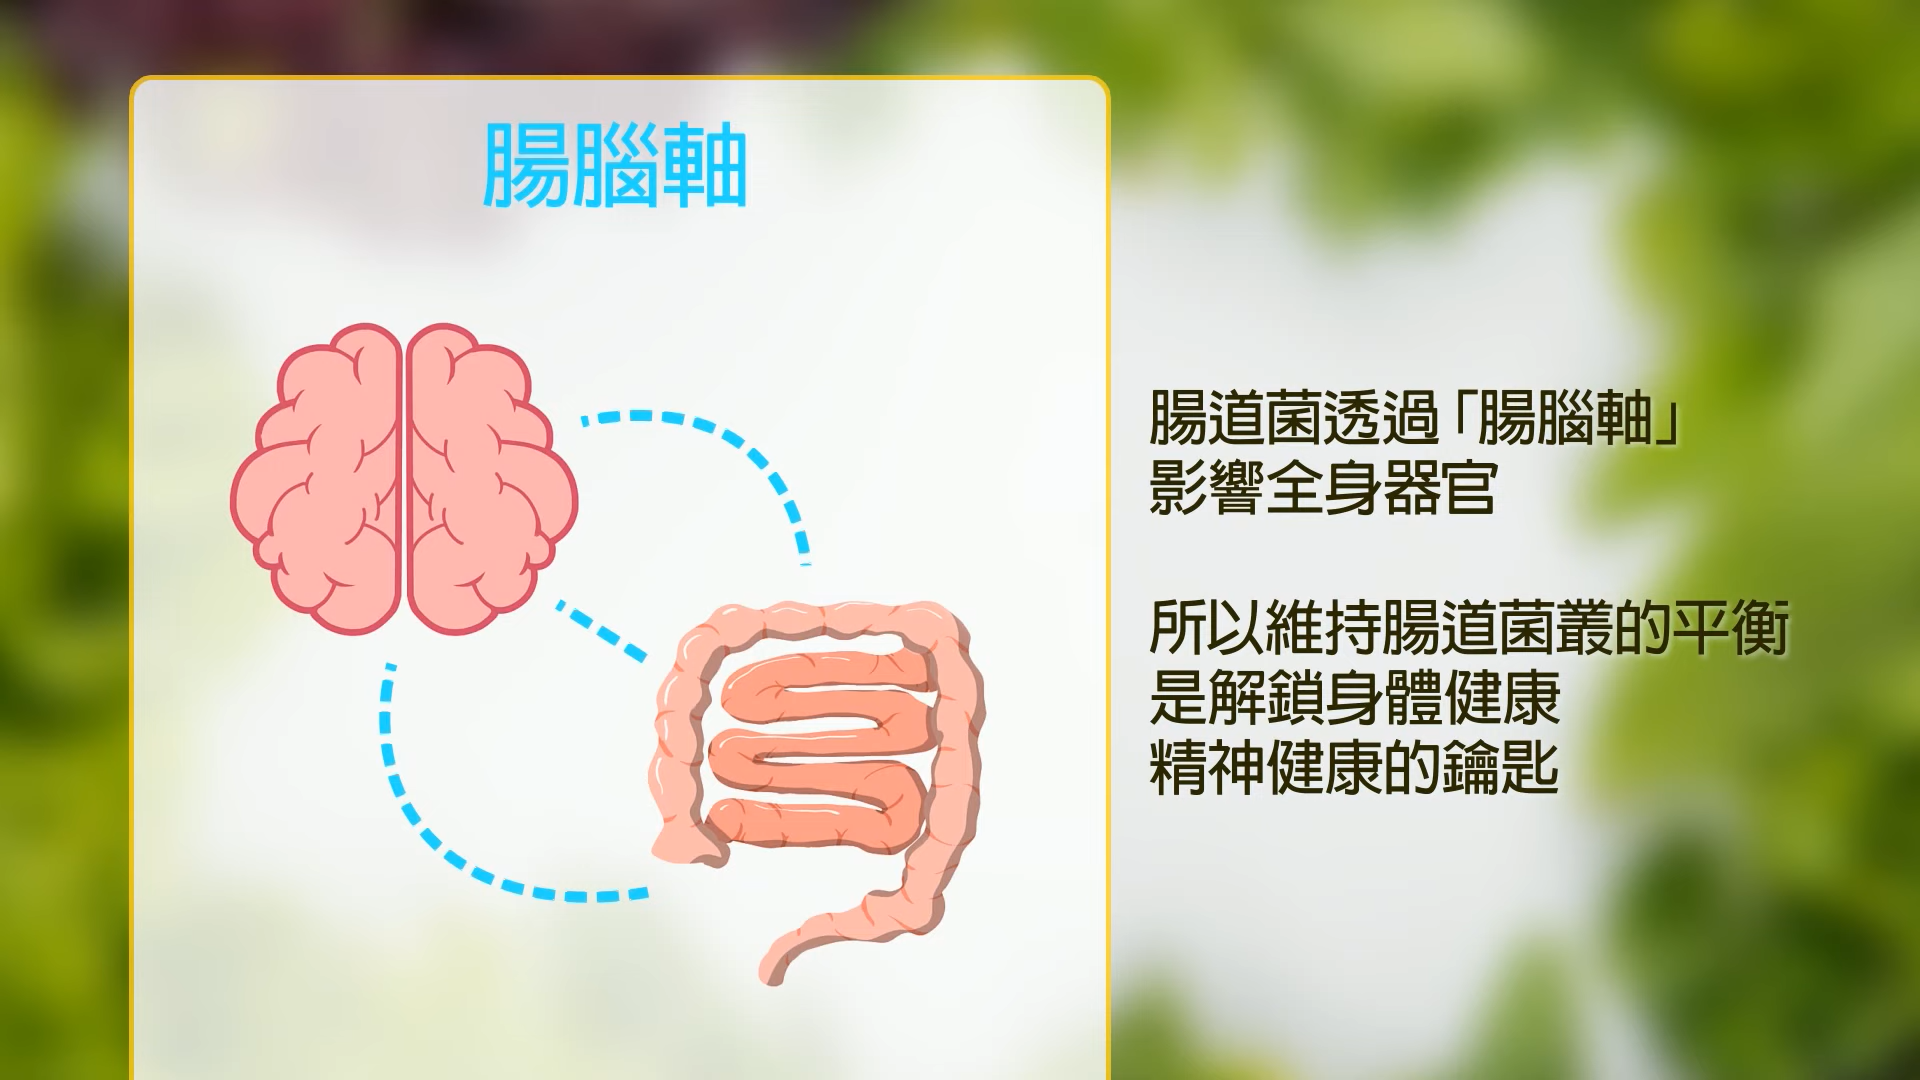 腸腦軸
腸道菌透過「腸腦軸」
影響全身器官
所以維持腸道菌叢的平衡
是解鎖身體健康
精神健康的鑰匙